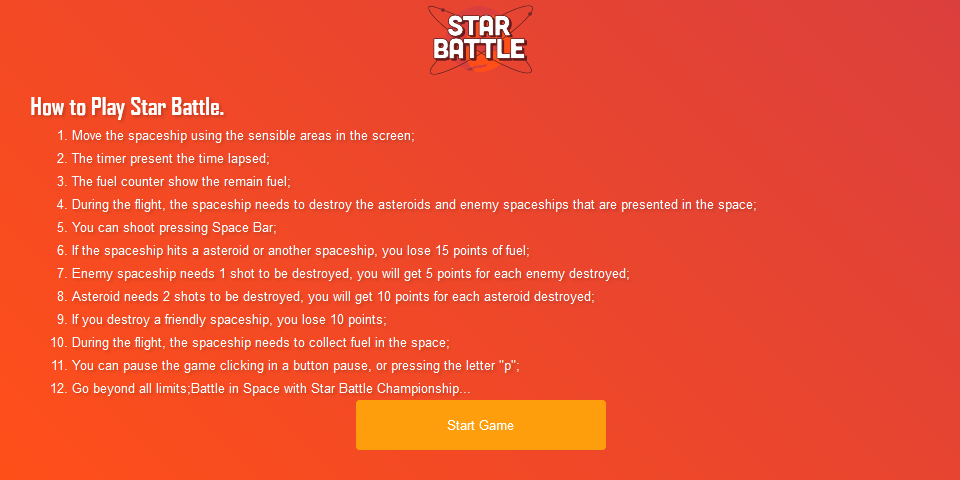 STAR
BATTLE
How to Play Star Battle.
1. Move the spaceship using the sensible areas in the screen;
2. The timer present the time lapsed;
3. The fuel counter show the remain fuel;
4. During the flight, the spaceship needs to destroy the asteroids and enemy spaceships that are presented in the space;
5. You can shoot pressing Space Bar;
6. If the spaceship hits a asteroid or another spaceship, you lose 15 points of fuel;
7. Enemy spaceship needs 1 shot to be destroyed, you will get 5 points for each enemy destroyed;
8. Asteroid needs 2 shots to be destroyed, you will get 10 points for each asteroid destroyed;
9. If you destroy a friendly spaceship, you lose 10 points;
10. During the flight, the spaceship needs to collect fuel in the space;
11. You can pause the game clicking in a button pause, or pressing the letter "p";
12. Go beyond all limits;Battle in Space with Star Battle Championship...
Start Game